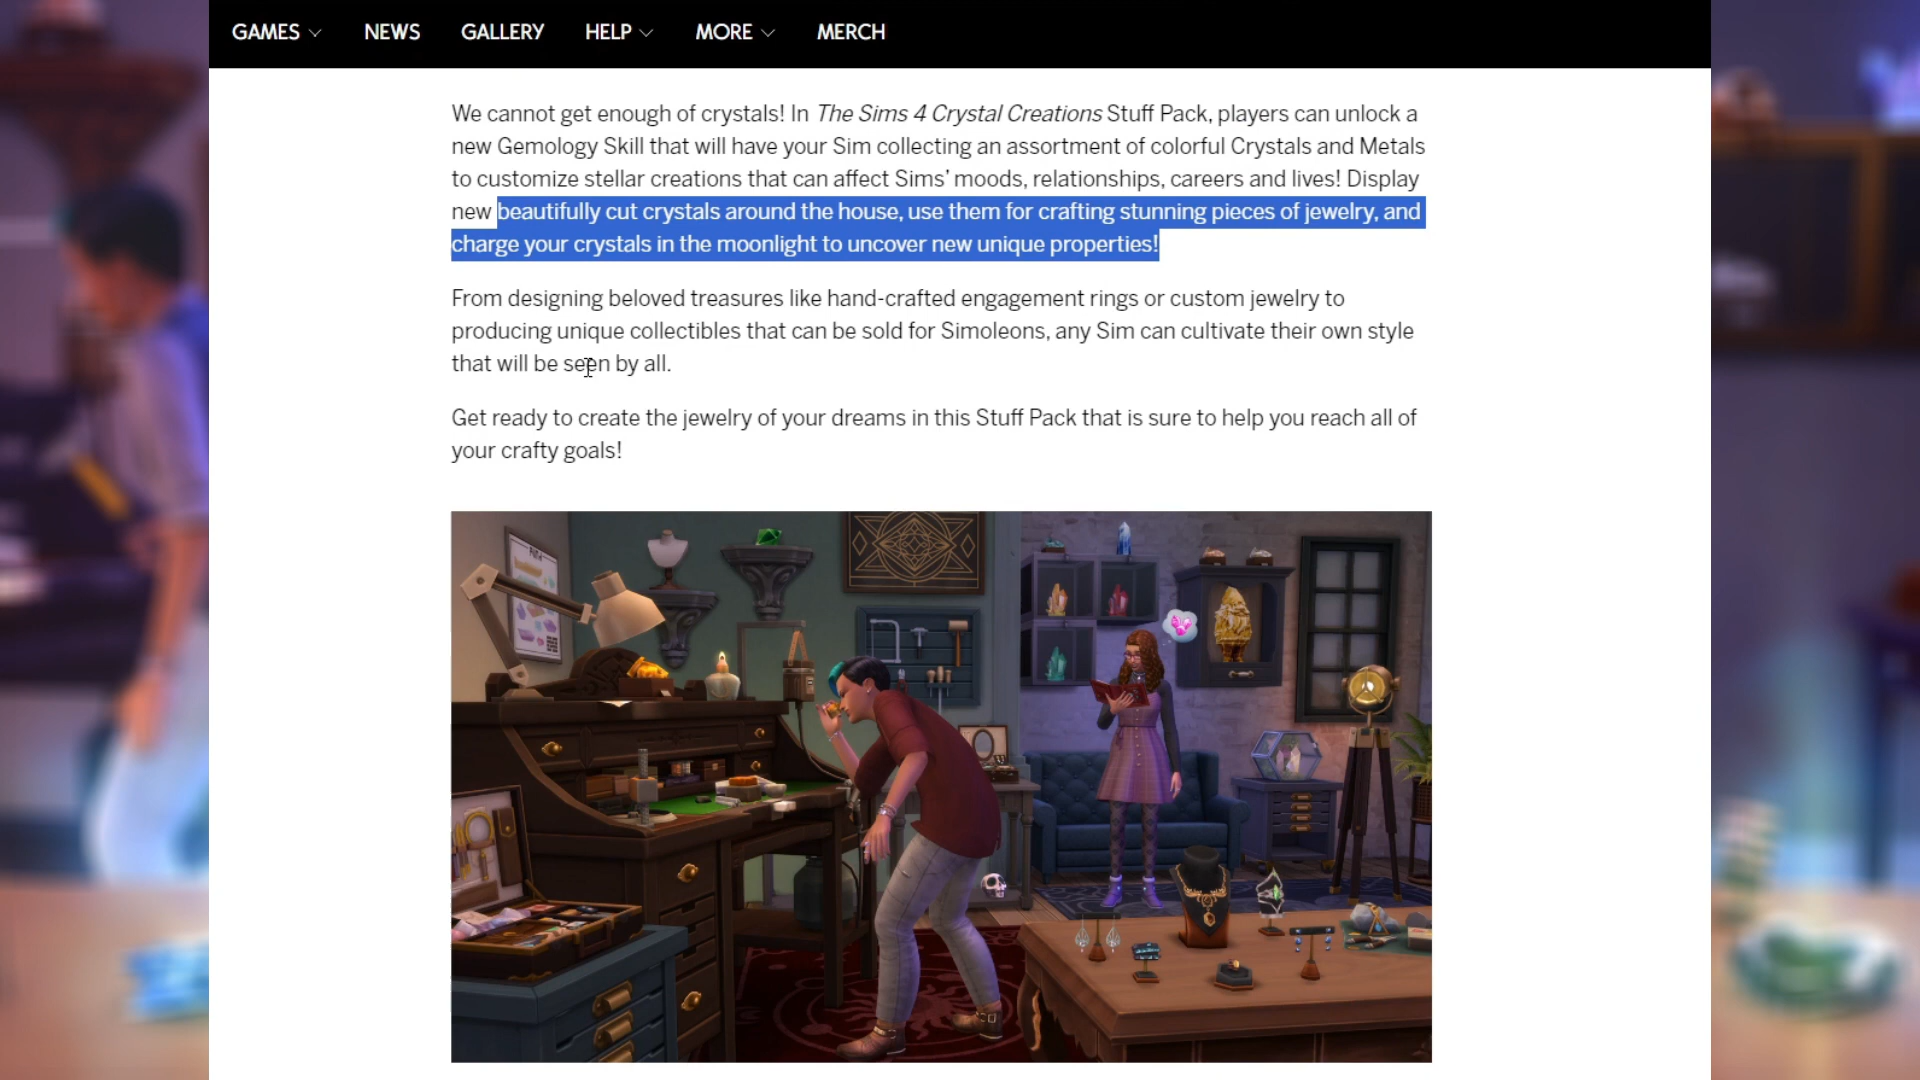 GAMES NEWS GALLERY HELP MORE MERCH
We cannot get enough of crystals! In The Sims 4 Crystal Creations Stuff Pack, players can unlock a
new Gemology Skill that will have your Sim collecting an assortment of colorful Crystals and Metals
to customize stellar creations that can affect Sims’ moods, relationships, careers and lives! Display
new beautifully cut crystals around the house, use them for crafting stunning pieces of jewelry, and
charge your crystals in the moonlight to uncover new unique properties!
From designing beloved treasures like hand-crafted engagement rings or custom jewelry to
producing unique collectibles that can be sold for Simoleons, any Sim can cultivate their own style
that will be seen by all.
Get ready to create the jewelry of your dreams in this Stuff Pack that is sure to help you reach all of
your crafty goals!